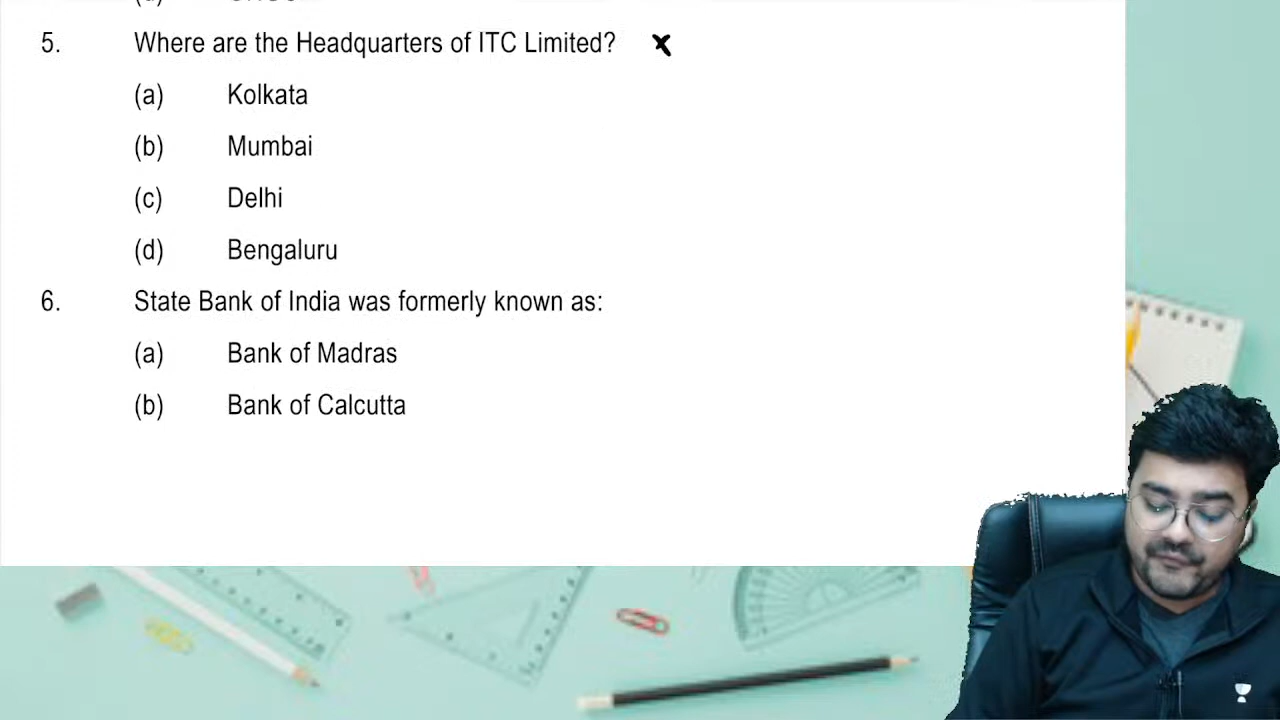 5. Where are the Headquarters of ITC Limited? x
(a) Kolkata
(b) Mumbai
(c) Delhi
(d) Bengaluru
6. State Bank of India was formerly known as:
(a) Bank of Madras
(b) Bank of Calcutta